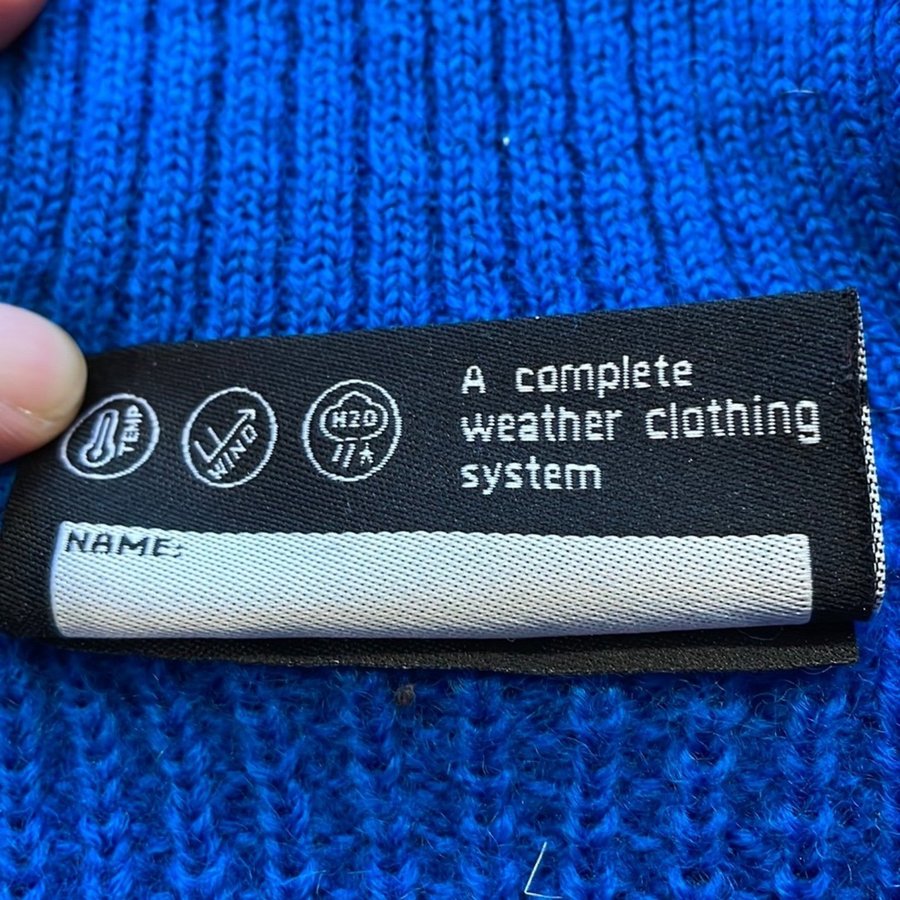 TEMP
WIND
H2O
A complete
weather clothing
system
NAME: